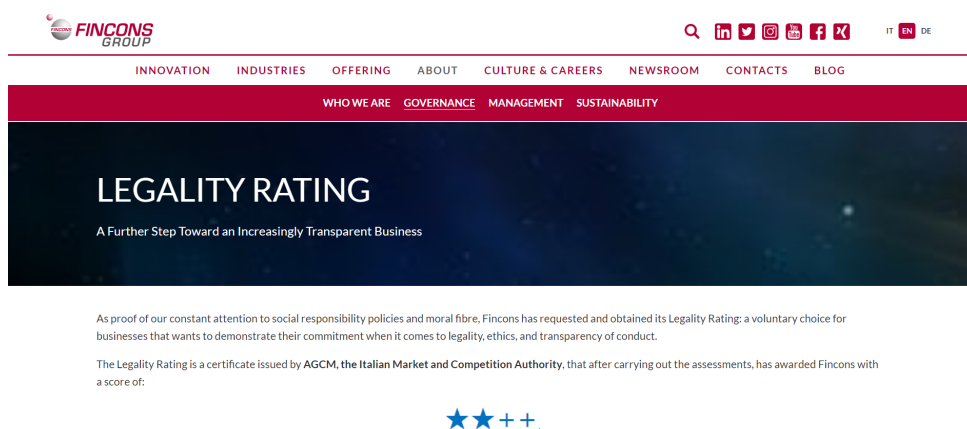 FINCONS
FINCONS
GROUP
in You Tube f
IT EN DE
INNOVATION INDUSTRIES OFFERING ABOUT CULTURE & CAREERS NEWSROOM CONTACTS BLOG
WHO WE ARE GOVERNANCE MANAGEMENT SUSTAINABILITY
LEGALITY RATING
A Further Step Toward an Increasingly Transparent Business
As proof of our constant attention to social responsibility policies and moral fibre, Fincons has requested and obtained its Legality Rating: a voluntary choice for
businesses that wants to demonstrate their commitment when it comes to legality, ethics, and transparency of conduct.
The Legality Rating is a certificate issued by AGCM, the Italian Market and Competition Authority, that after carrying out the assessments, has awarded Fincons with
a score of:
★★++.